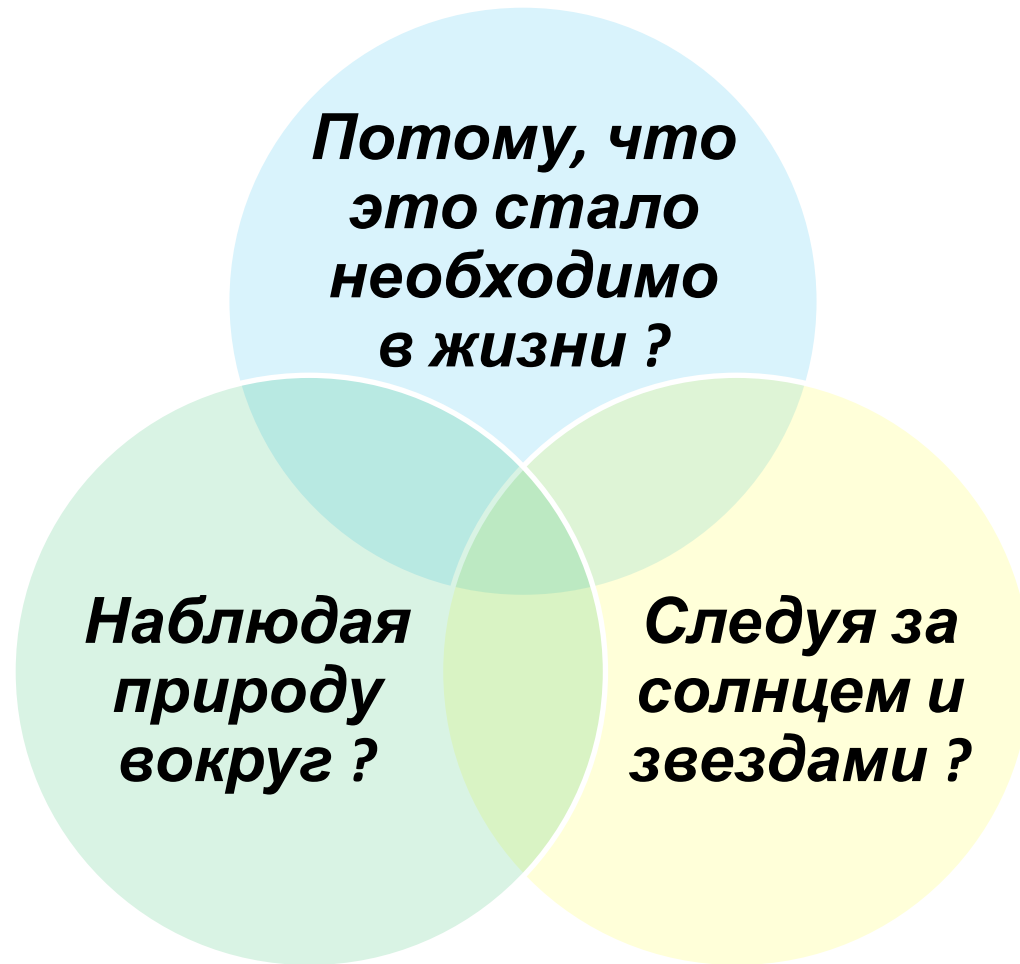 Потому, что
это стало
необходимо
в жизни ?
Наблюдая
природу
вокруг ?
Следуя за
солнцем и
звездами ?